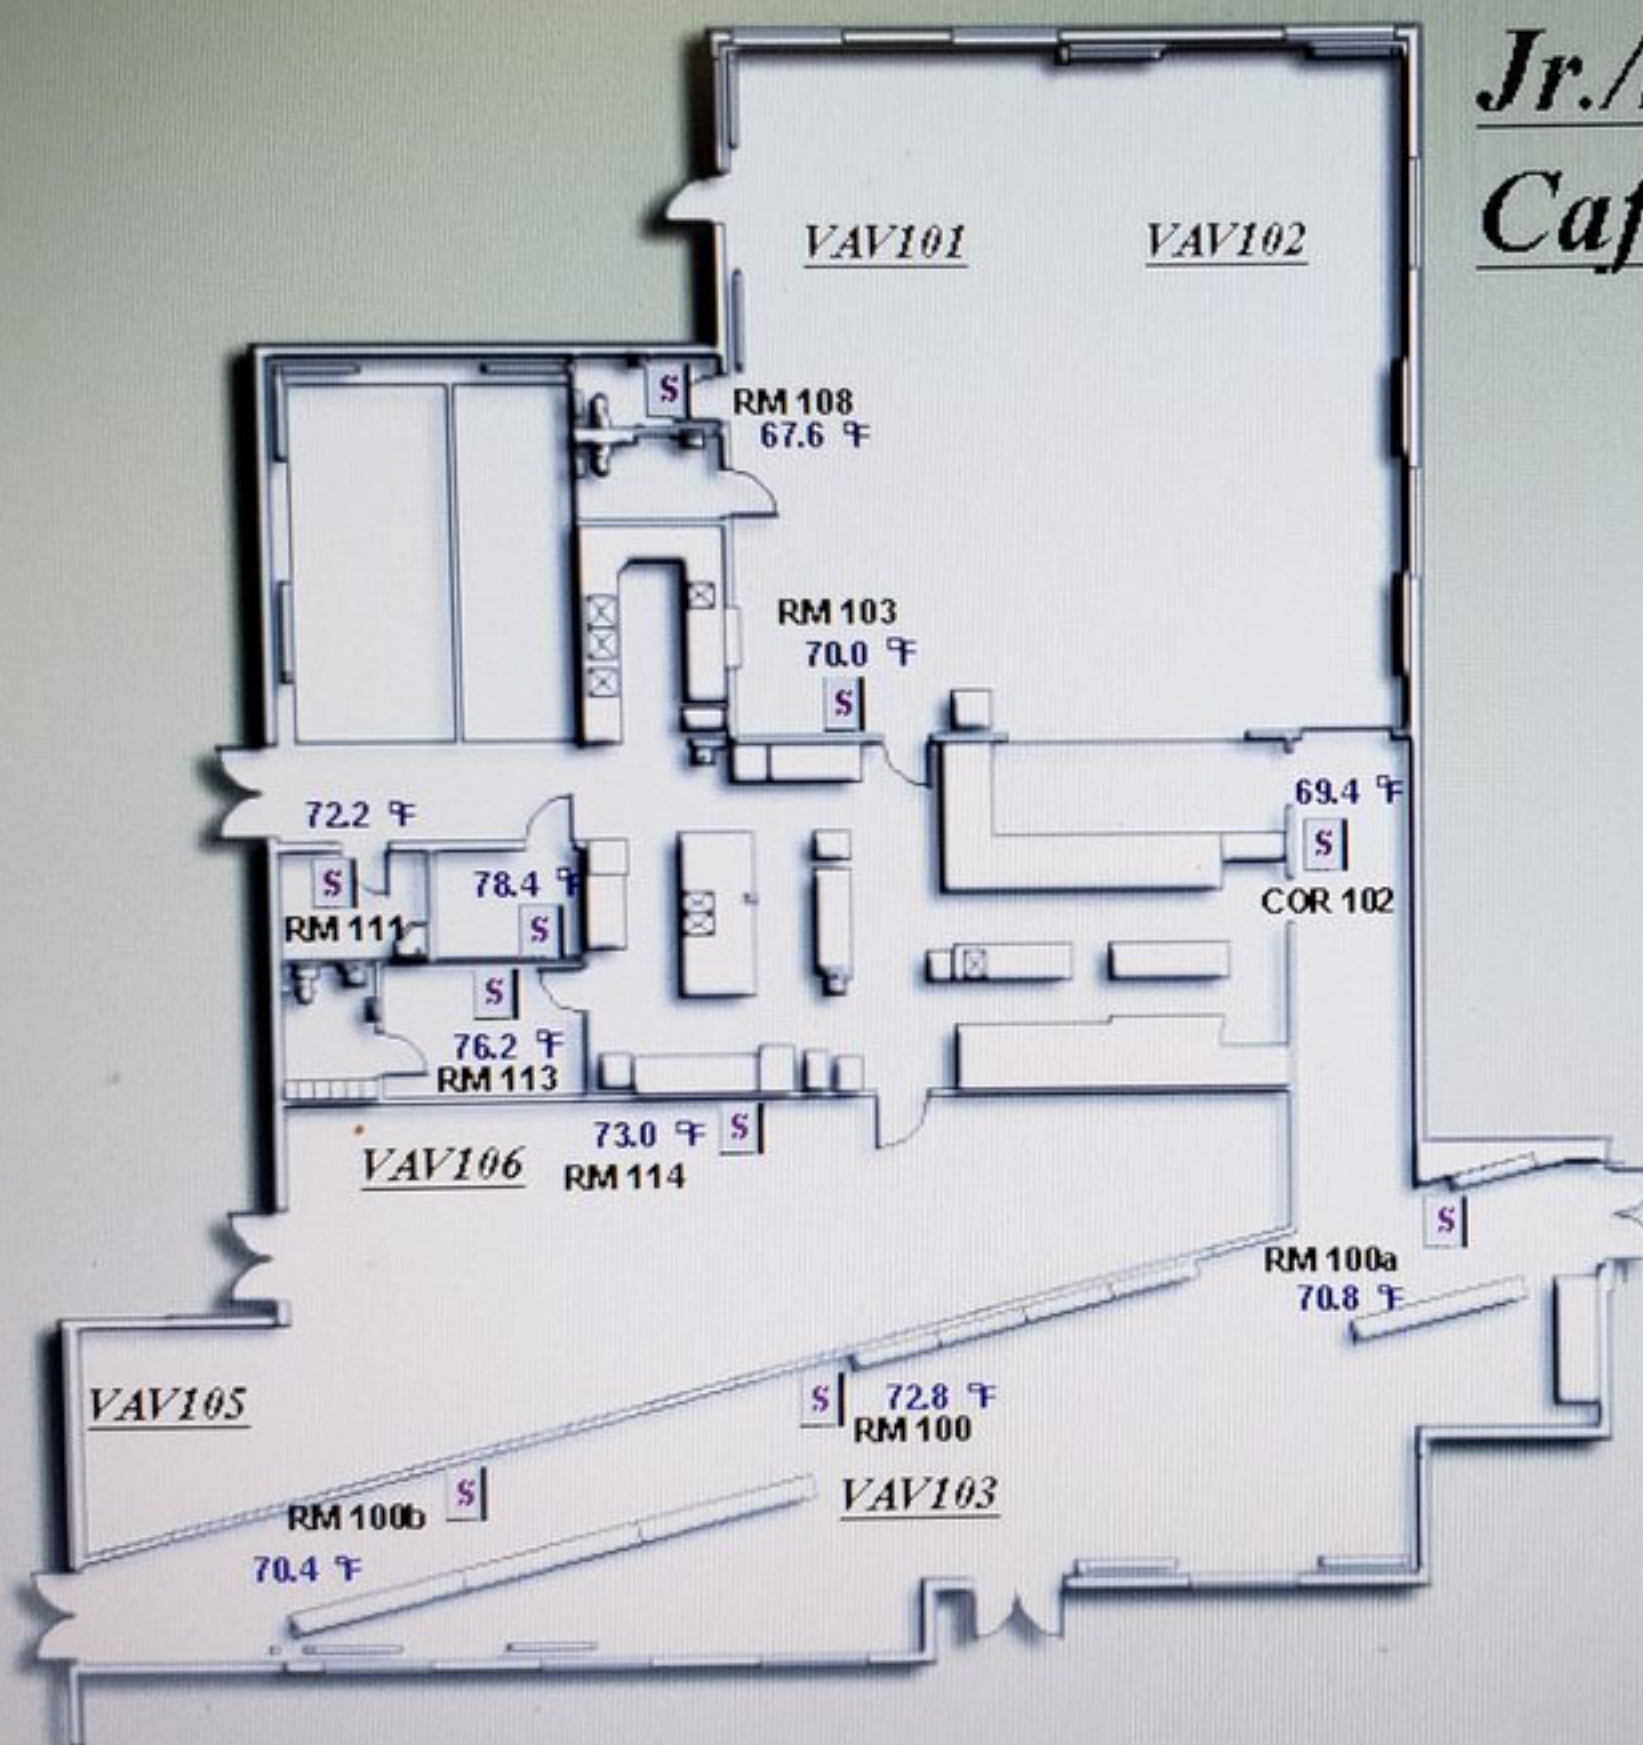 Jr./
Caf
VAV101
VAV102
S
RM 108
67.6 °F
RM 103
70.0 °F
S
69.4 °F
S
COR 102
72.2 °F
S
RM 111
78.4 °F
S
S
76.2 °F
RM 113
73.0 °F
S
RM 114
VAV106
S
RM 100a
70.8 °F
VAV105
S
72.8 °F
RM 100
VAV103
S
RM 100b
70.4 °F